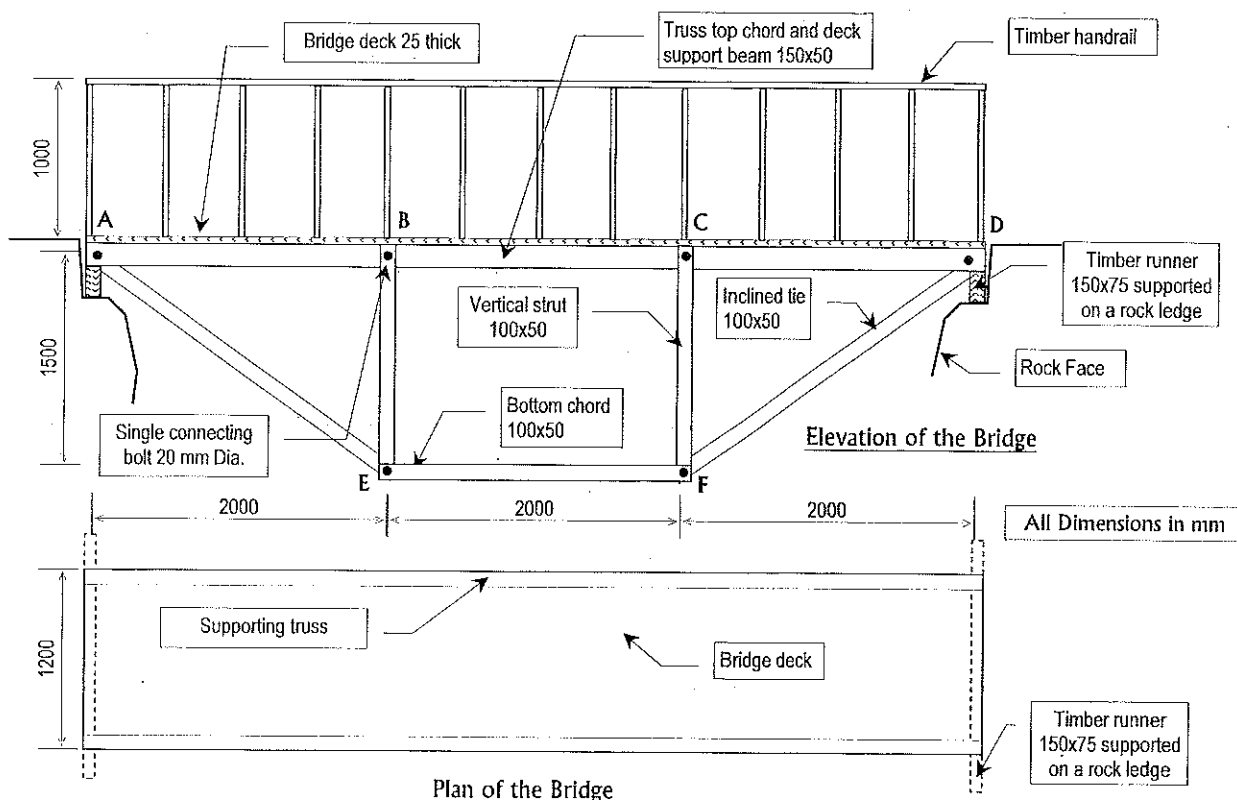 Bridge deck 25 thick
Truss top chord and deck
support beam 150x50
Timber handrail
1000
A
B
C
D
1500
Vertical strut
100x50
Inclined tie
100x50
Timber runner
150x75 supported
on a rock ledge
Rock Face
Single connecting
bolt 20 mm Dia.
Bottom chord
100x50
Elevation of the Bridge
E
F
2000
2000
2000
All Dimensions in mm
1200
Supporting truss
Bridge deck
Timber runner
150x75 supported
on a rock ledge
Plan of the Bridge